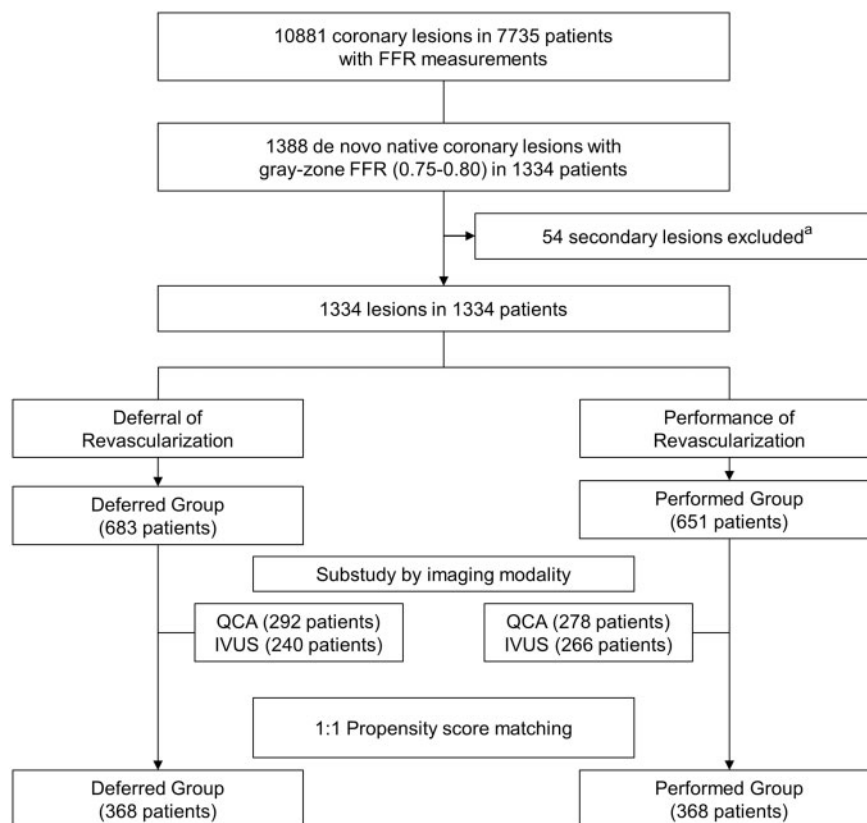 10881 coronary lesions in 7735 patients
with FFR measurements
1388 de novo native coronary lesions with
gray-zone FFR (0.75-0.80) in 1334 patients
54 secondary lesions excludedᵃ
1334 lesions in 1334 patients
Deferral of
Revascularization
Performance of
Revascularization
Deferred Group
(683 patients)
Performed Group
(651 patients)
Substudy by imaging modality
QCA (292 patients)
IVUS (240 patients)
QCA (278 patients)
IVUS (266 patients)
1:1 Propensity score matching
Deferred Group
(368 patients)
Performed Group
(368 patients)